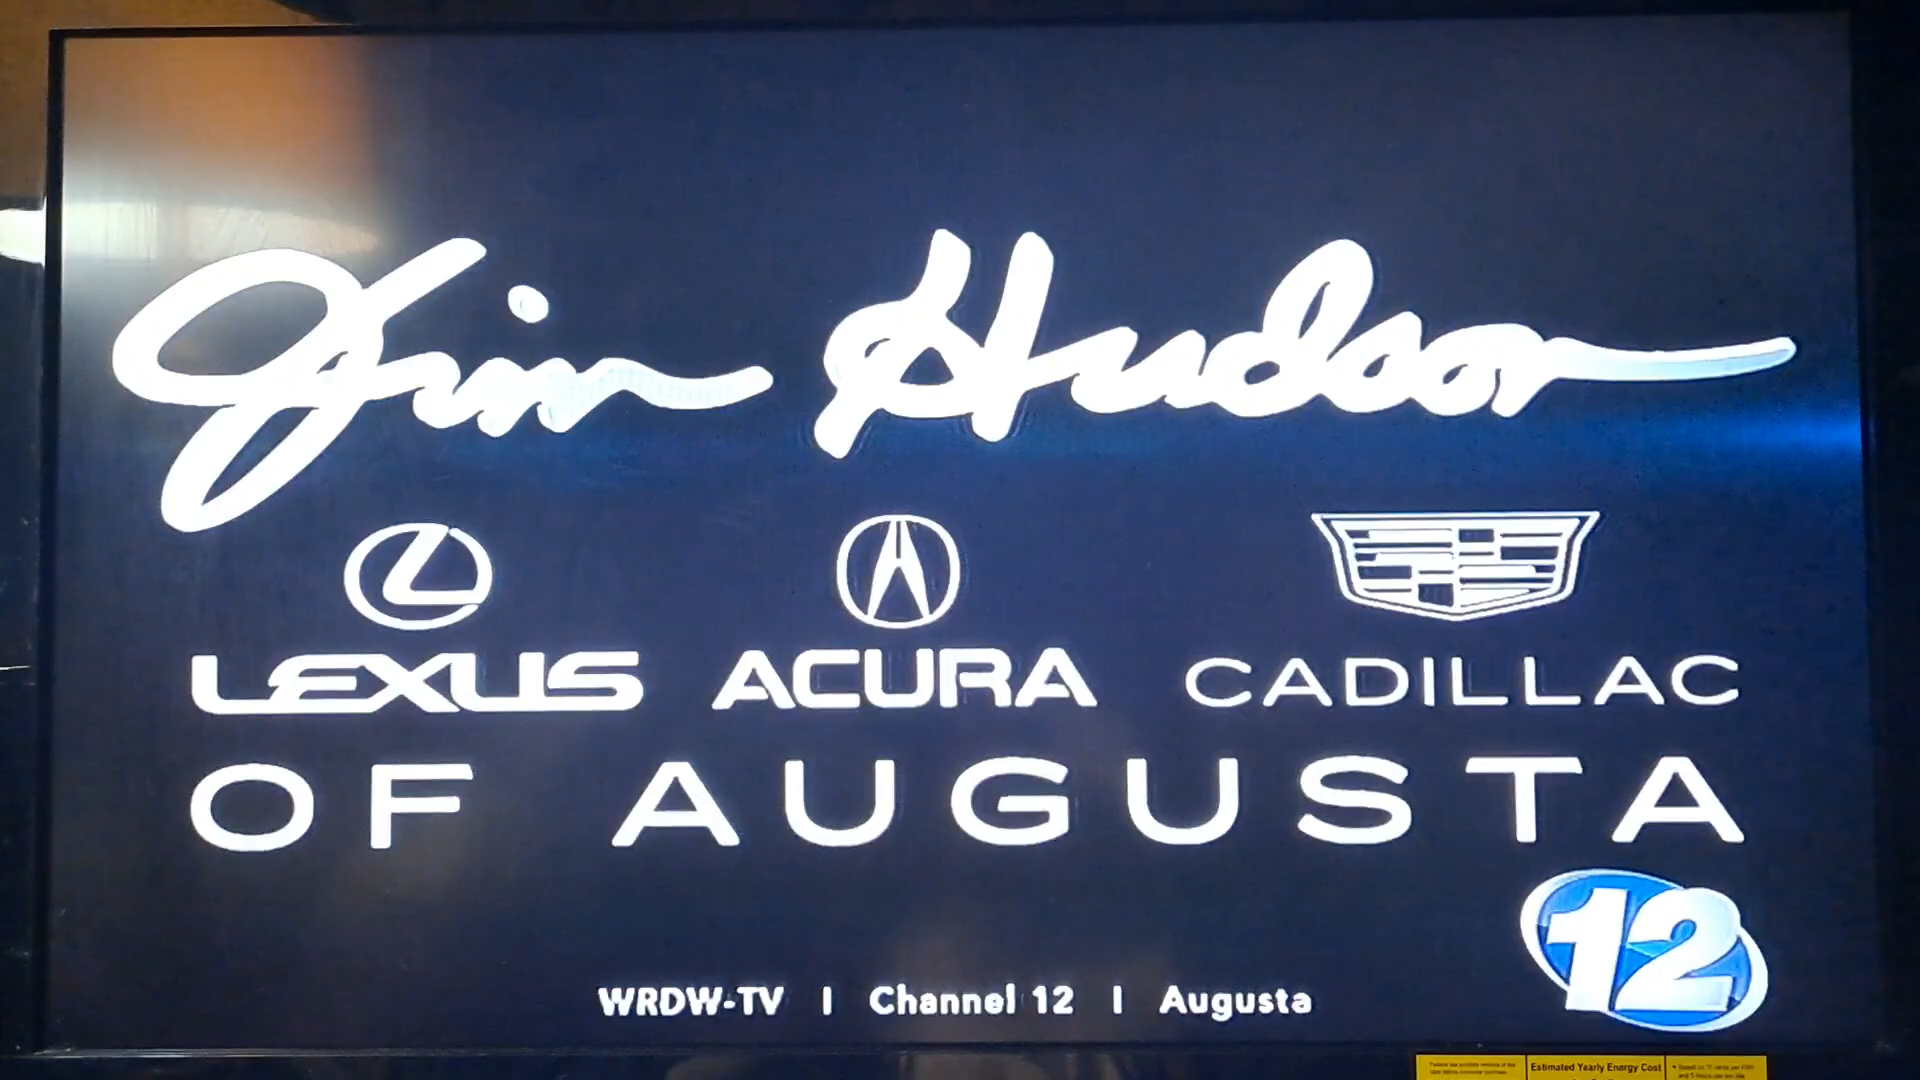 Jim Hudson
LEXUS ACURA CADILLAC
OF AUGUSTA
12
WRDW-TV | Channel 12 | Augusta
Estimated Yearly Energy Cost